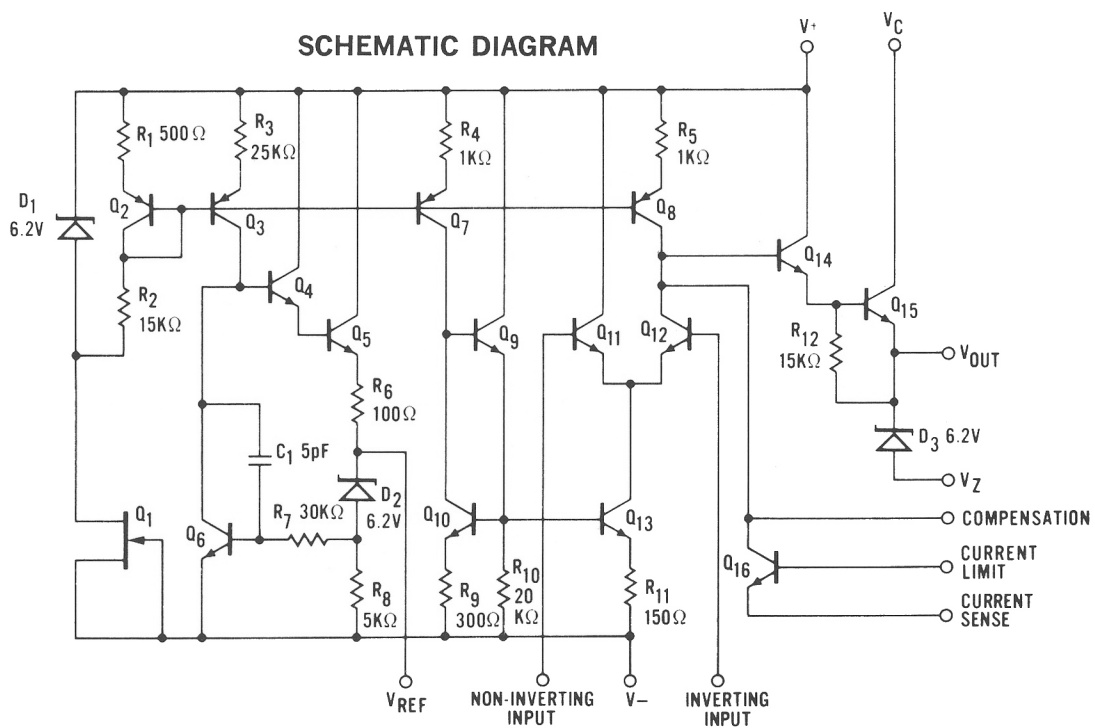 SCHEMATIC DIAGRAM
V+
VC
R1 500Ω
R3
25KΩ
R4
1KΩ
R5
1KΩ
D1
6.2V
Q2
Q3
Q7
Q8
Q14
R2
15KΩ
Q4
Q5
Q9
Q11
Q12
R12
15KΩ
Q15
VOUT
R6
100Ω
D3 6.2V
C1 5pF
VZ
D2
6.2V
R7 30KΩ
Q1
Q6
Q10
Q13
COMPENSATION
R8
5KΩ
R9
300Ω
R10
20
KΩ
R11
150Ω
Q16
CURRENT
LIMIT
CURRENT
SENSE
VREF
NON-INVERTING
INPUT
V–
INVERTING
INPUT